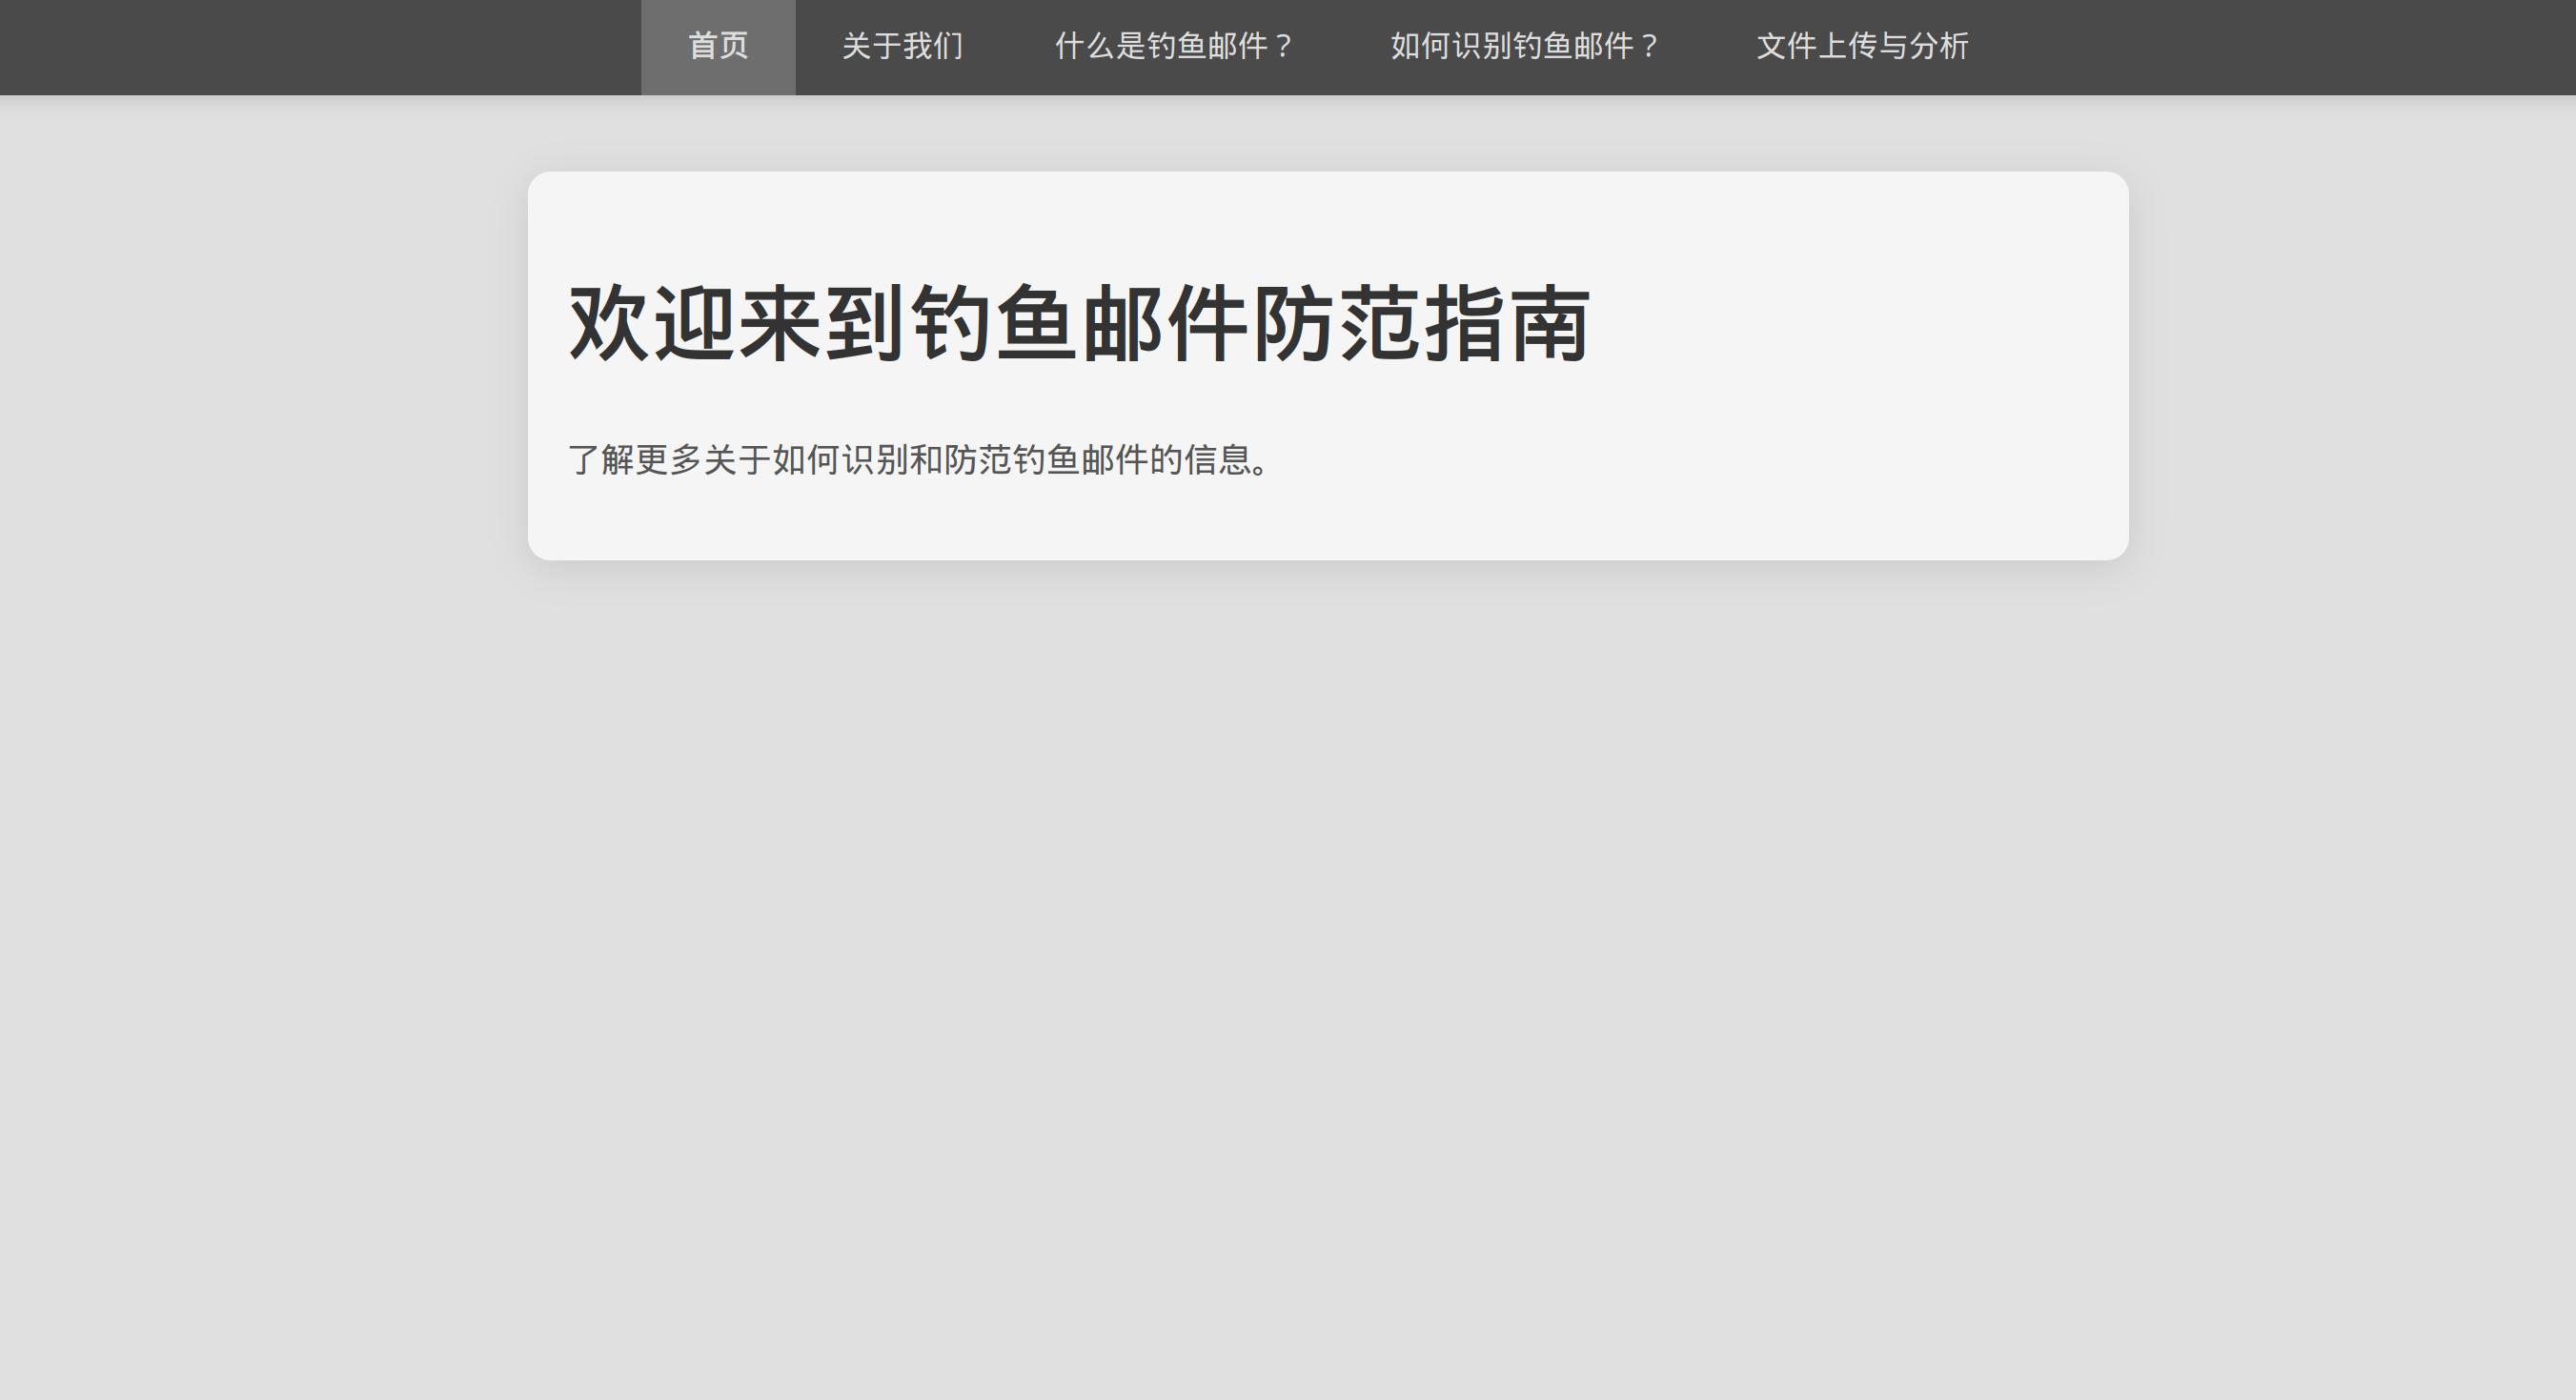 首页 关于我们 什么是钓鱼邮件？ 如何识别钓鱼邮件？ 文件上传与分析
欢迎来到钓鱼邮件防范指南
了解更多关于如何识别和防范钓鱼邮件的信息。